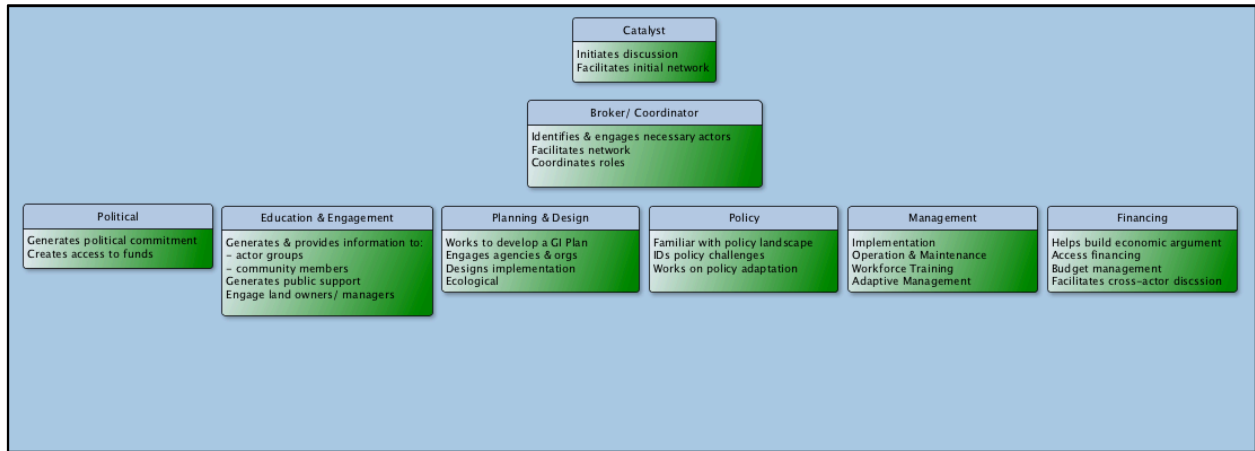 Catalyst
Initiates discussion
Facilitates initial network
Broker/ Coordinator
Identifies & engages necessary actors
Facilitates network
Coordinates roles
Political
Generates political commitment
Creates access to funds
Education & Engagement
Generates & provides information to:
- actor groups
- community members
Generates public support
Engage land owners/ managers
Planning & Design
Works to develop a GI Plan
Engages agencies & orgs
Designs implementation
Ecological
Policy
Familiar with policy landscape
IDs policy challenges
Works on policy adaptation
Management
Implementation
Operation & Maintenance
Workforce Training
Adaptive Management
Financing
Helps build economic argument
Access financing
Budget management
Facilitates cross-actor discssion